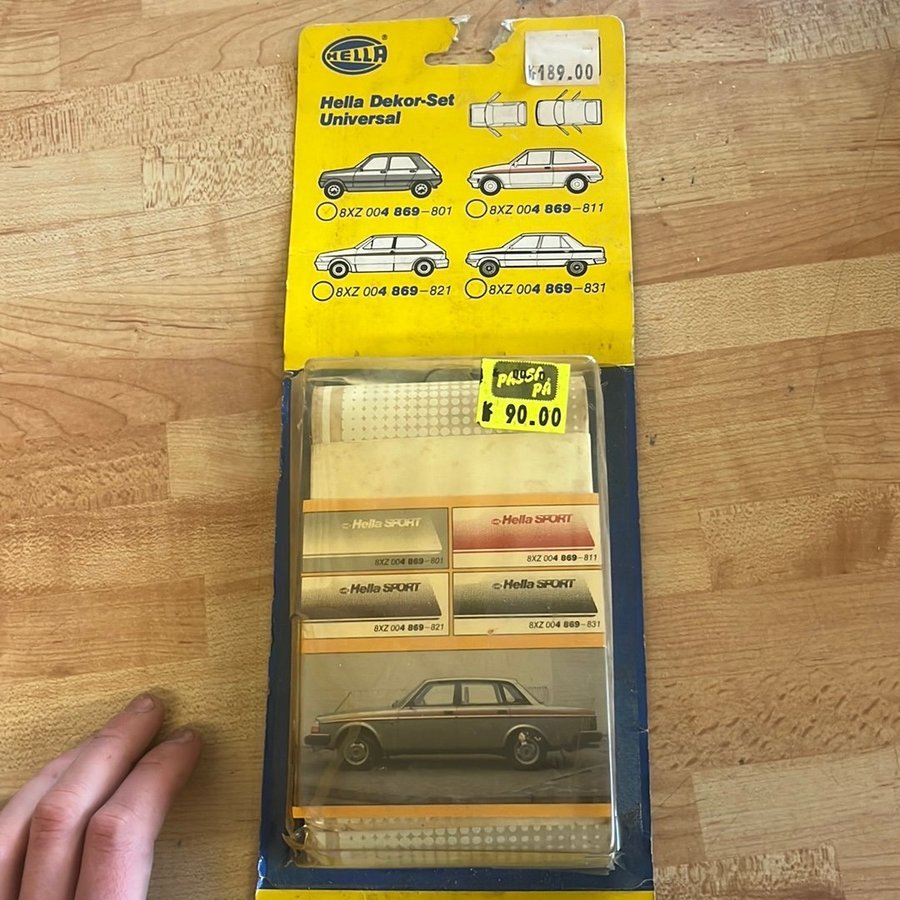 HELLA®
¥189.00
Hella Dekor-Set
Universal
8XZ 004 869-801
8XZ 004 869-811
8XZ 004 869-821
8XZ 004 869-831
PASSA
PÅ
90.00
Hella SPORT
8XZ 004 869-801
Hella SPORT
8XZ 004 869-811
Hella SPORT
8XZ 004 869-821
Hella SPORT
8XZ 004 869-831